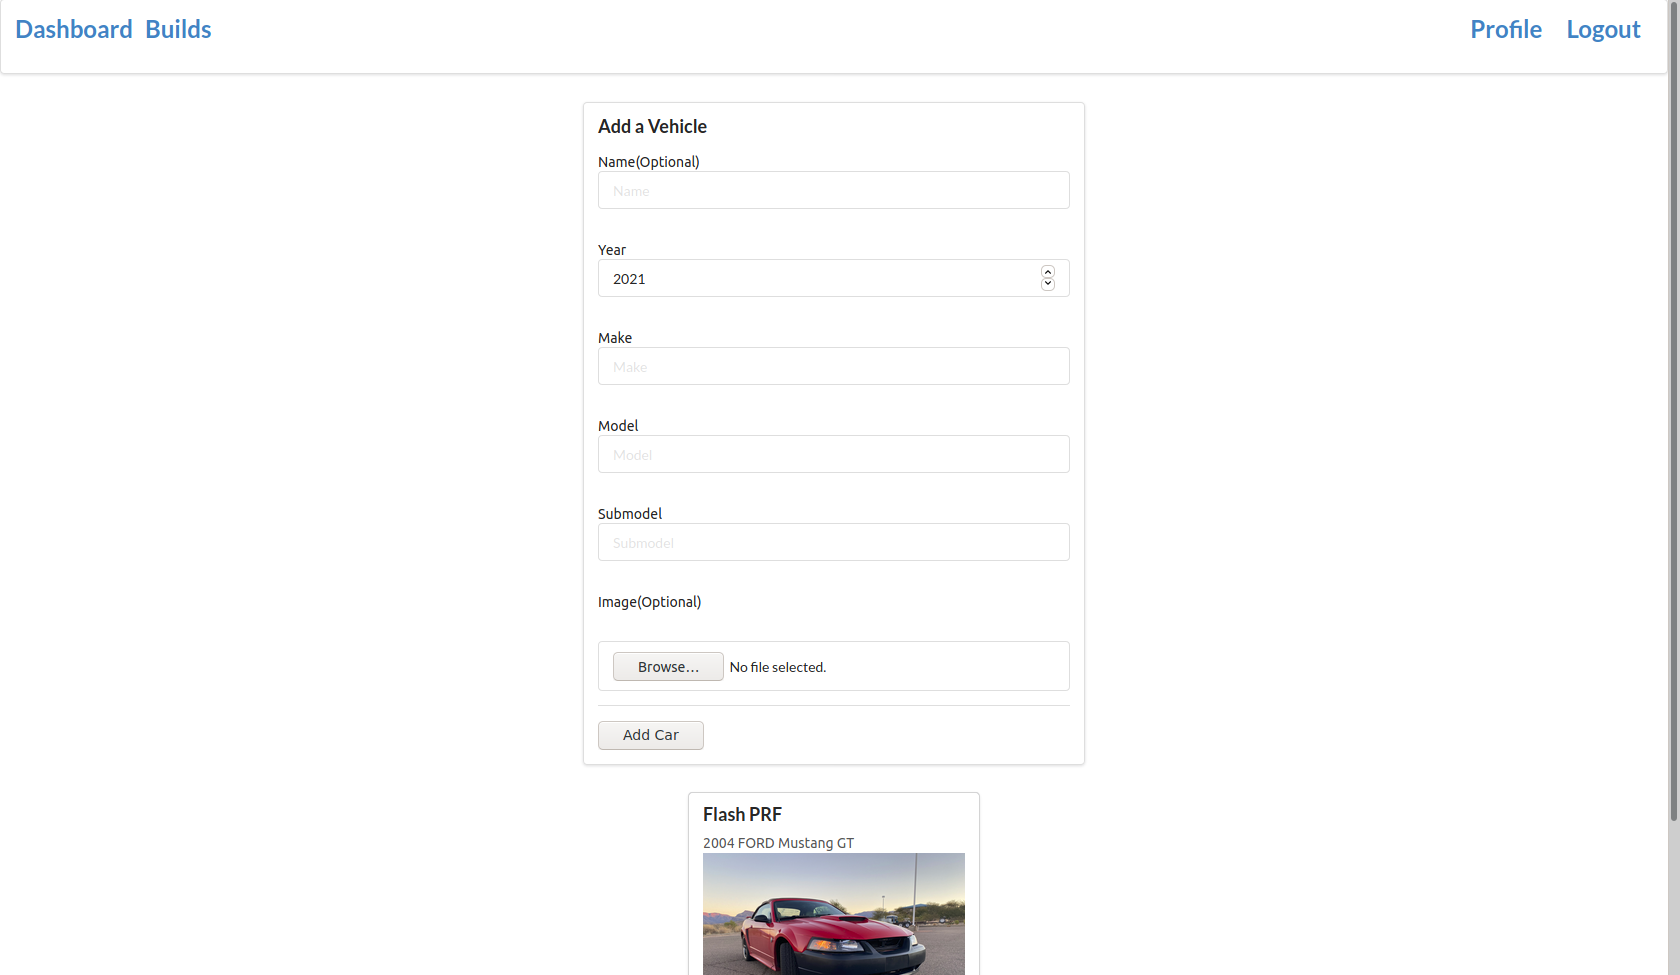 Dashboard Builds Profile Logout
Add a Vehicle
Name(Optional)
Name
Year
2021
Make
Make
Model
Model
Submodel
Submodel
Image(Optional)
Browse... No file selected.
Add Car
Flash PRF
2004 FORD Mustang GT